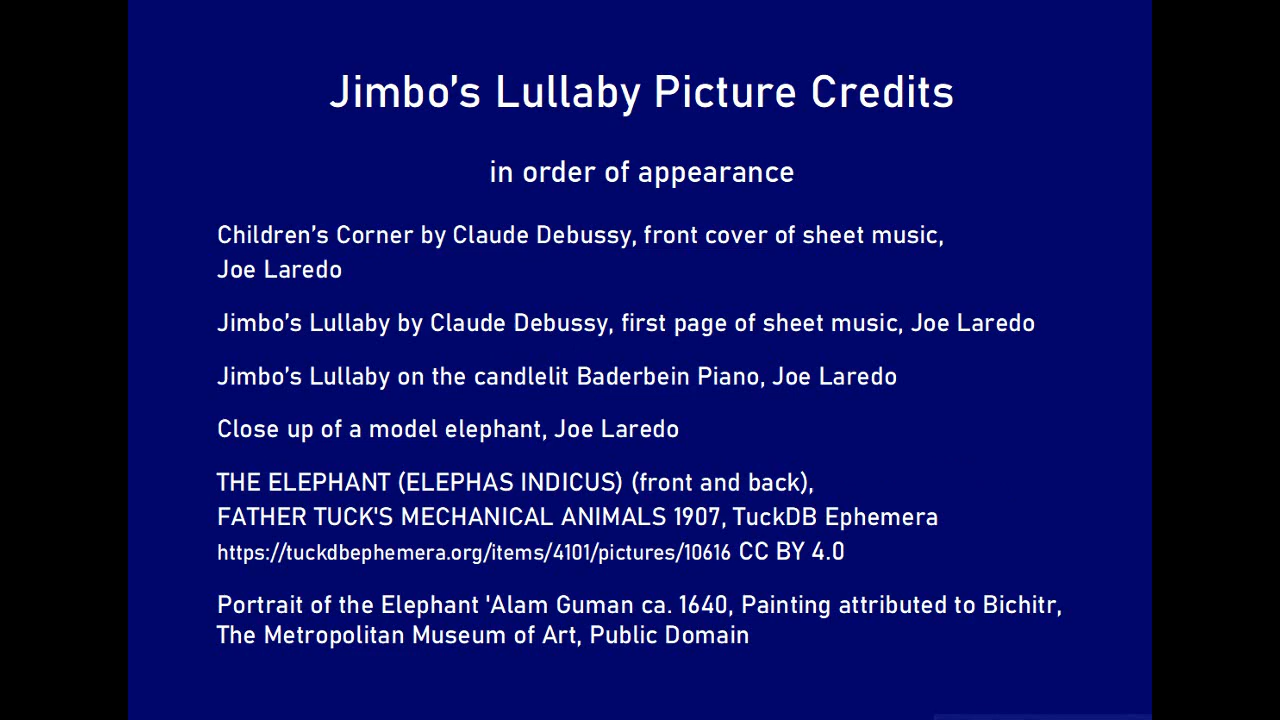 Jimbo’s Lullaby Picture Credits
in order of appearance
Children’s Corner by Claude Debussy, front cover of sheet music,
Joe Laredo
Jimbo’s Lullaby by Claude Debussy, first page of sheet music, Joe Laredo
Jimbo’s Lullaby on the candlelit Baderbein Piano, Joe Laredo
Close up of a model elephant, Joe Laredo
THE ELEPHANT (ELEPHAS INDICUS) (front and back),
FATHER TUCK'S MECHANICAL ANIMALS 1907, TuckDB Ephemera
https://tuckdbephemera.org/items/4101/pictures/10616 CC BY 4.0
Portrait of the Elephant 'Alam Guman ca. 1640, Painting attributed to Bichitr,
The Metropolitan Museum of Art, Public Domain